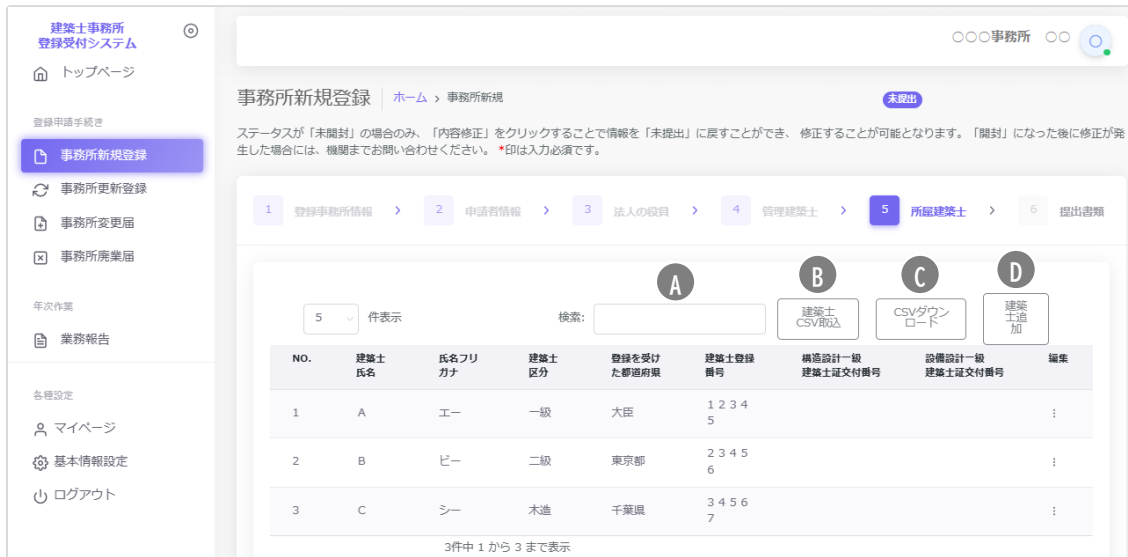 建築士事務所
登録受付システム
トップページ
登録申請手続き
事務所新規登録
事務所更新登録
事務所変更届
事務所廃業届
年次作業
業務報告
各種設定
マイページ
基本情報設定
ログアウト
○○○事務所 ○○ ○
事務所新規登録 ホーム > 事務所新規 未提出
ステータスが「未開封」の場合のみ、「内容修正」をクリックすることで情報を「未提出」に戻すことができ、 修正することが可能となります。「開封」になった後に修正が発
生した場合には、機関までお問い合わせください。 *印は入力必須です。
1 登録事務所情報 > 2 申請者情報 > 3 法人の役員 > 4 管理建築士 > 5 所属建築士 > 6 提出書類
A B C D
5 件表示 検索: 建築士
CSV取込 CSVダウン
ロード 建築
士追
加
NO. 建築士
氏名 氏名フリ
ガナ 建築士
区分 登録を受け
た都道府県 建築士登録
番号 構造設計一級
建築士証交付番号 設備設計一級
建築士証交付番号 編集
1 A エー 一級 大臣 1 2 3 4
5
2 B ビー 二級 東京都 2 3 4 5
6
3 C シー 木造 千葉県 3 4 5 6
7
3件中 1 から 3 まで表示